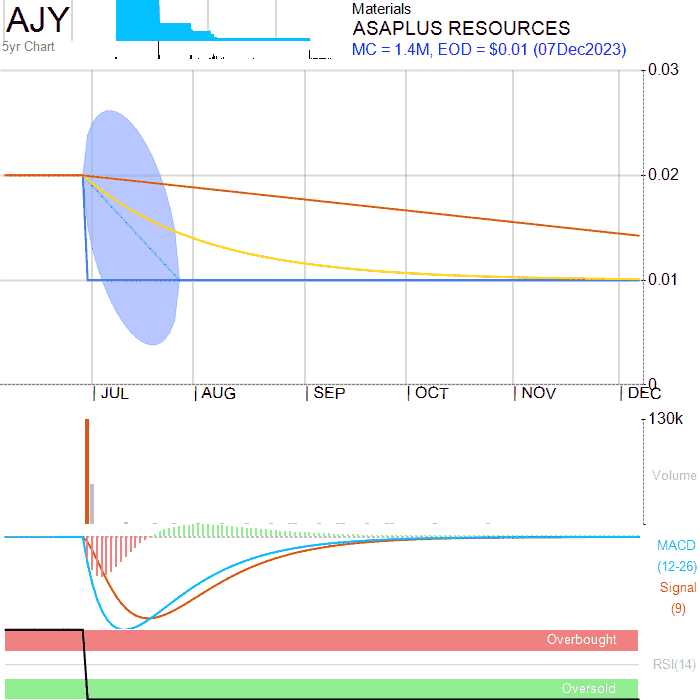 AJY
5yr Chart
Materials
ASAPLUS RESOURCES
MC = 1.4M, EOD = $0.01 (07Dec2023)
0.03
0.02
0.01
0
JUL AUG SEP OCT NOV DEC
130k
Volume
MACD
(12-26)
Signal
(9)
Overbought
RSI(14)
Oversold